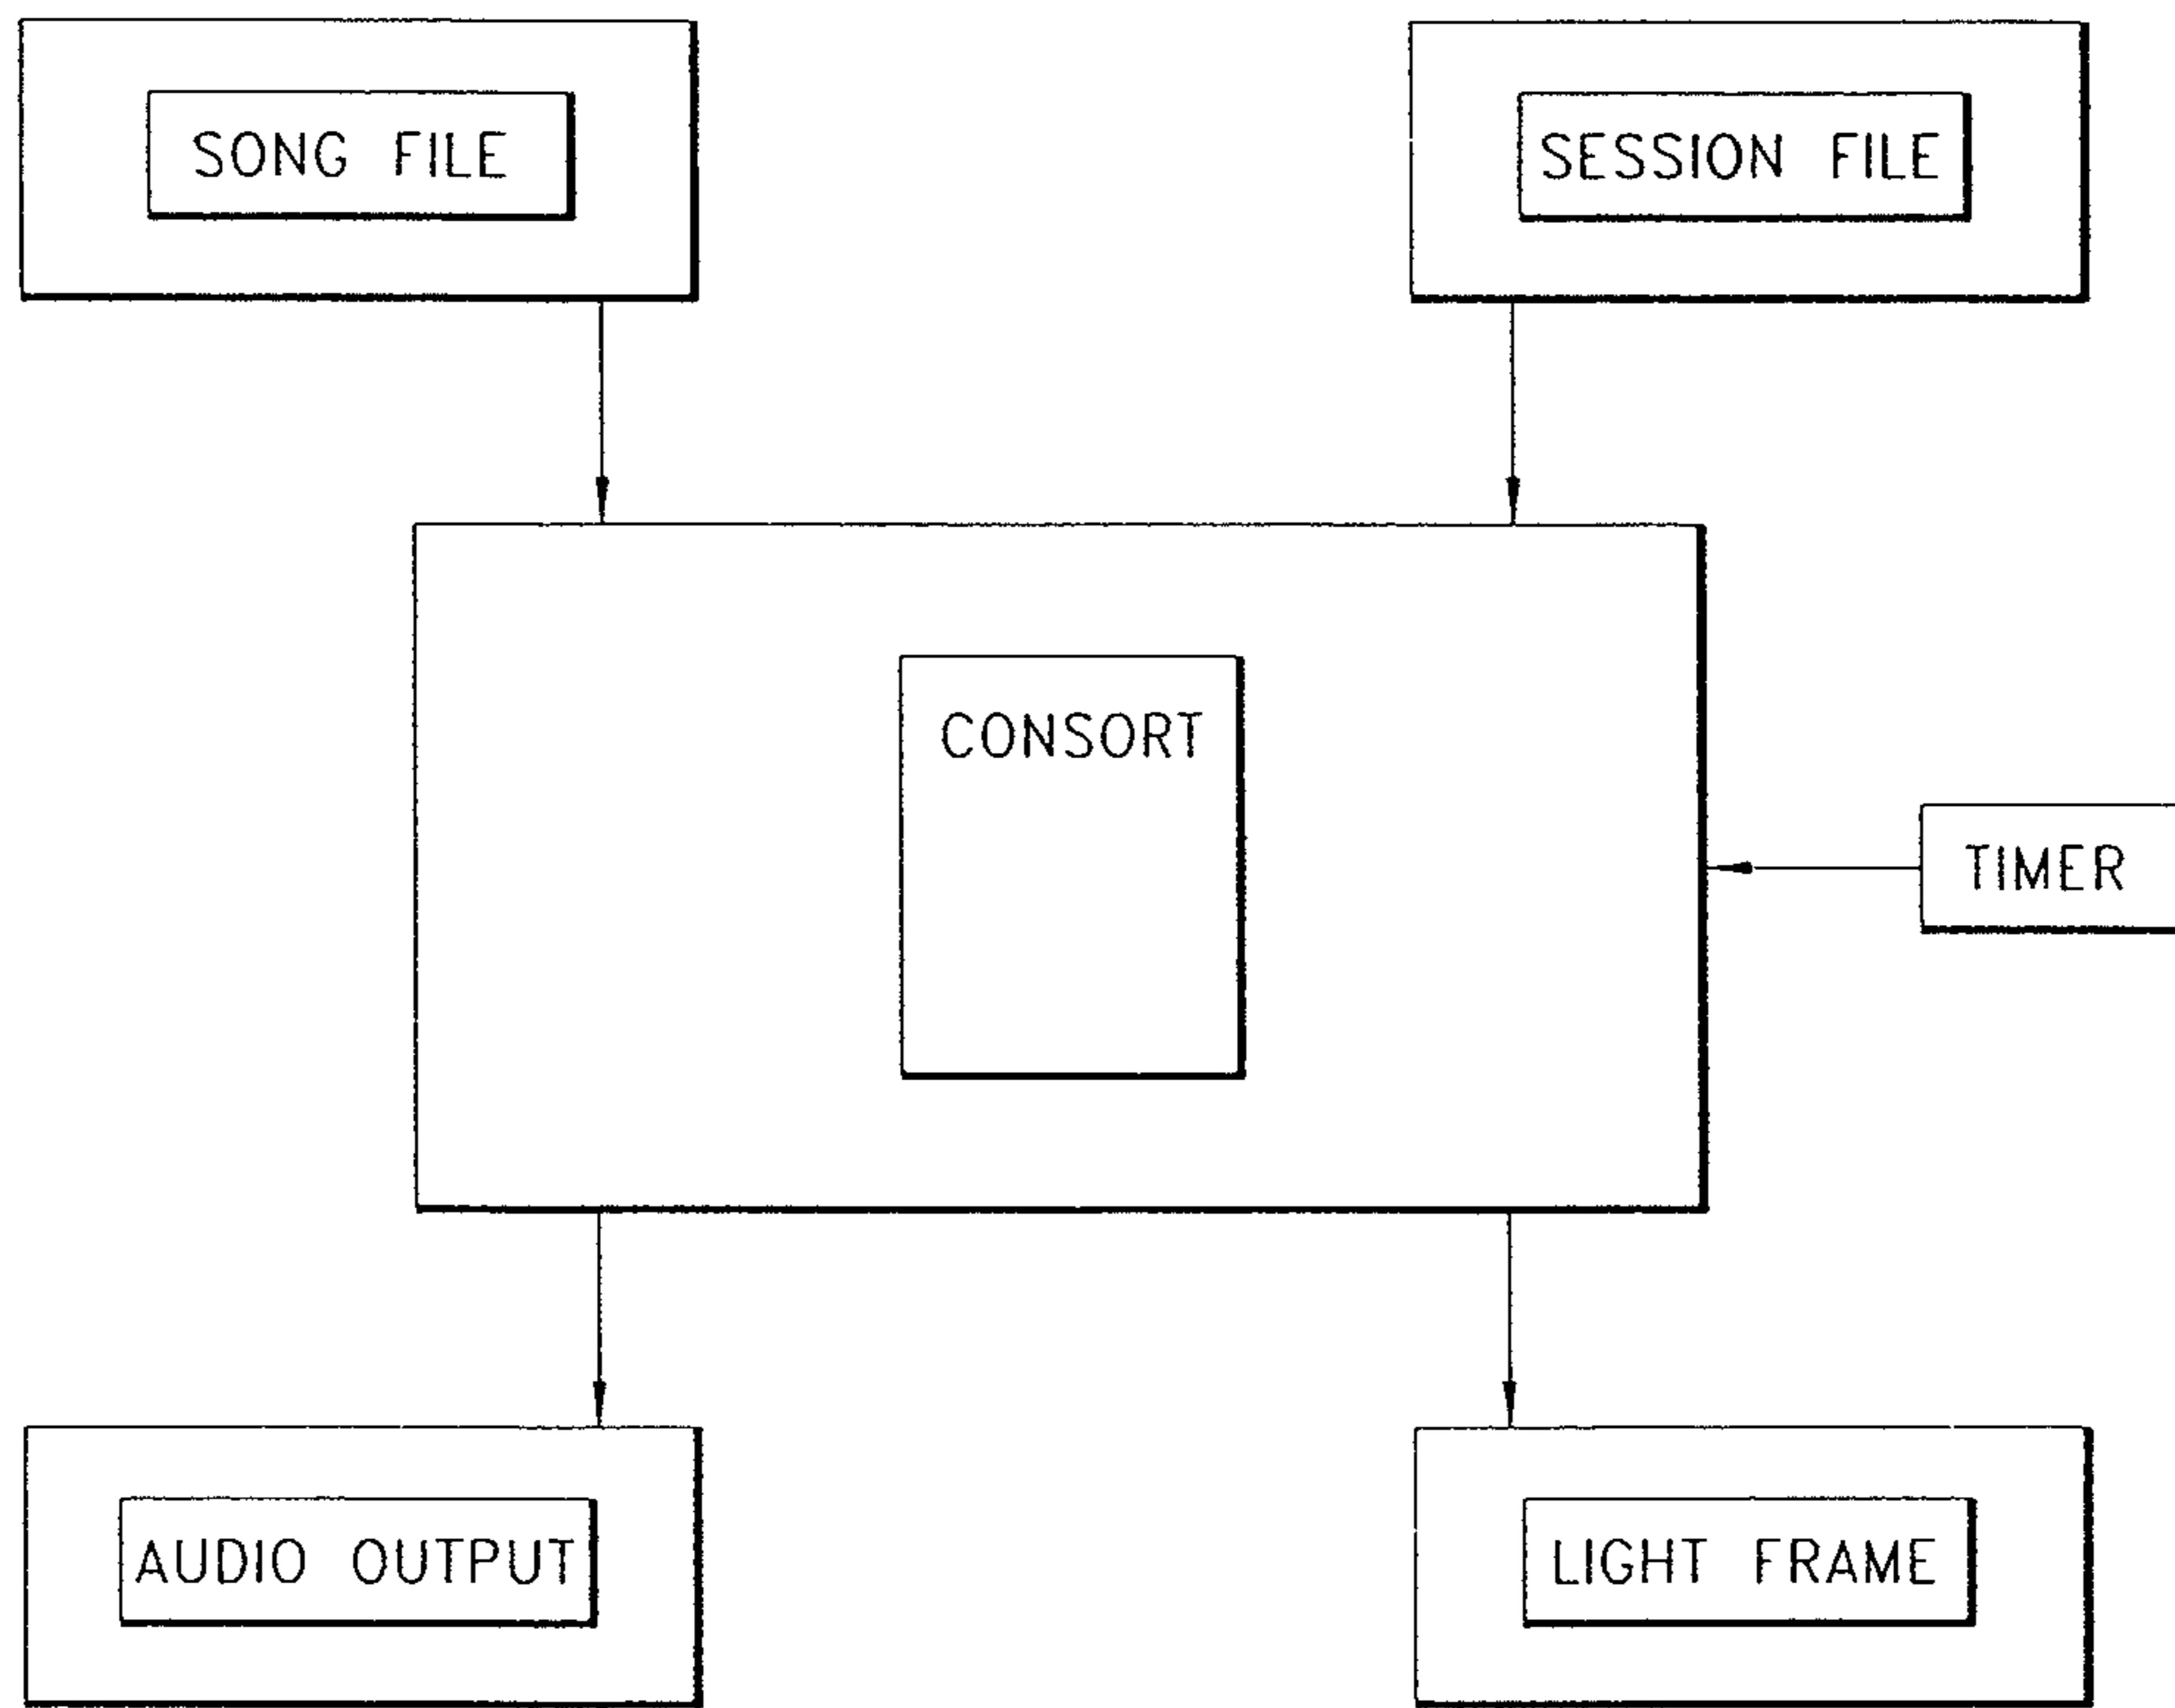 SONG FILE
SESSION FILE
CONSORT
TIMER
AUDIO OUTPUT
LIGHT FRAME